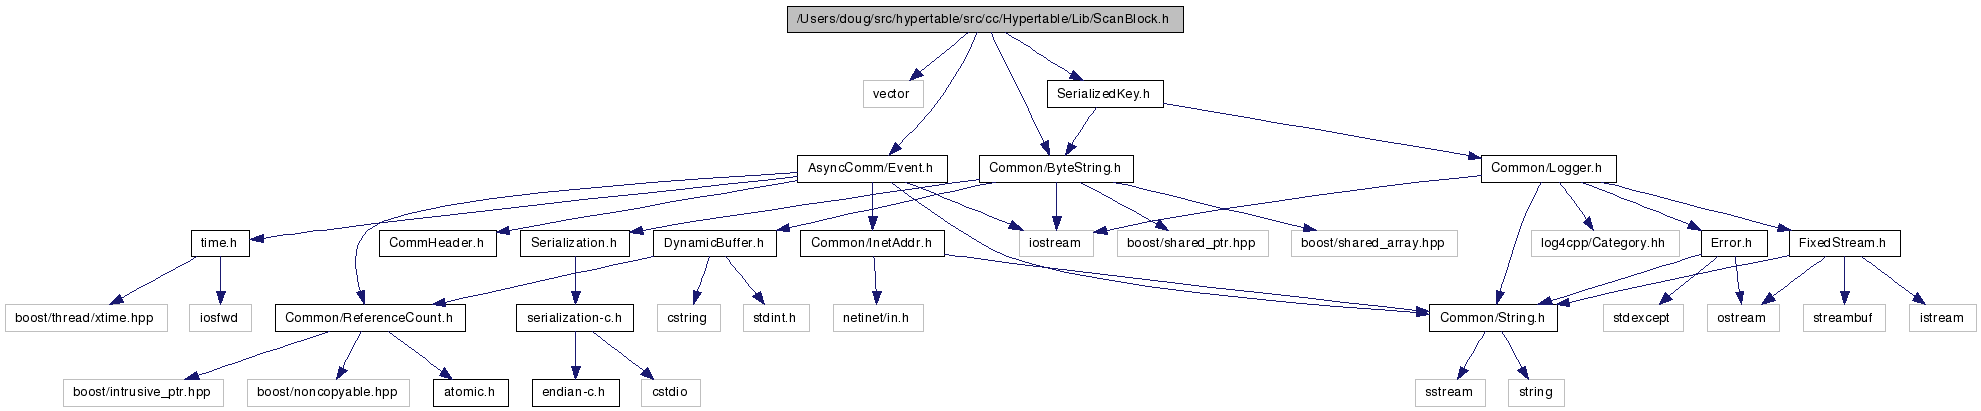 /Users/doug/src/hypertable/src/cc/Hypertable/Lib/ScanBlock.h
vector
SerializedKey.h
AsyncComm/Event.h
Common/ByteString.h
Common/Logger.h
time.h
CommHeader.h
Serialization.h
DynamicBuffer.h
Common/InetAddr.h
iostream
boost/shared_ptr.hpp
boost/shared_array.hpp
log4cpp/Category.hh
Error.h
FixedStream.h
boost/thread/xtime.hpp
iosfwd
Common/ReferenceCount.h
serialization-c.h
cstring
stdint.h
netinet/in.h
Common/String.h
stdexcept
ostream
streambuf
istream
boost/intrusive_ptr.hpp
boost/noncopyable.hpp
atomic.h
endian-c.h
cstdio
sstream
string